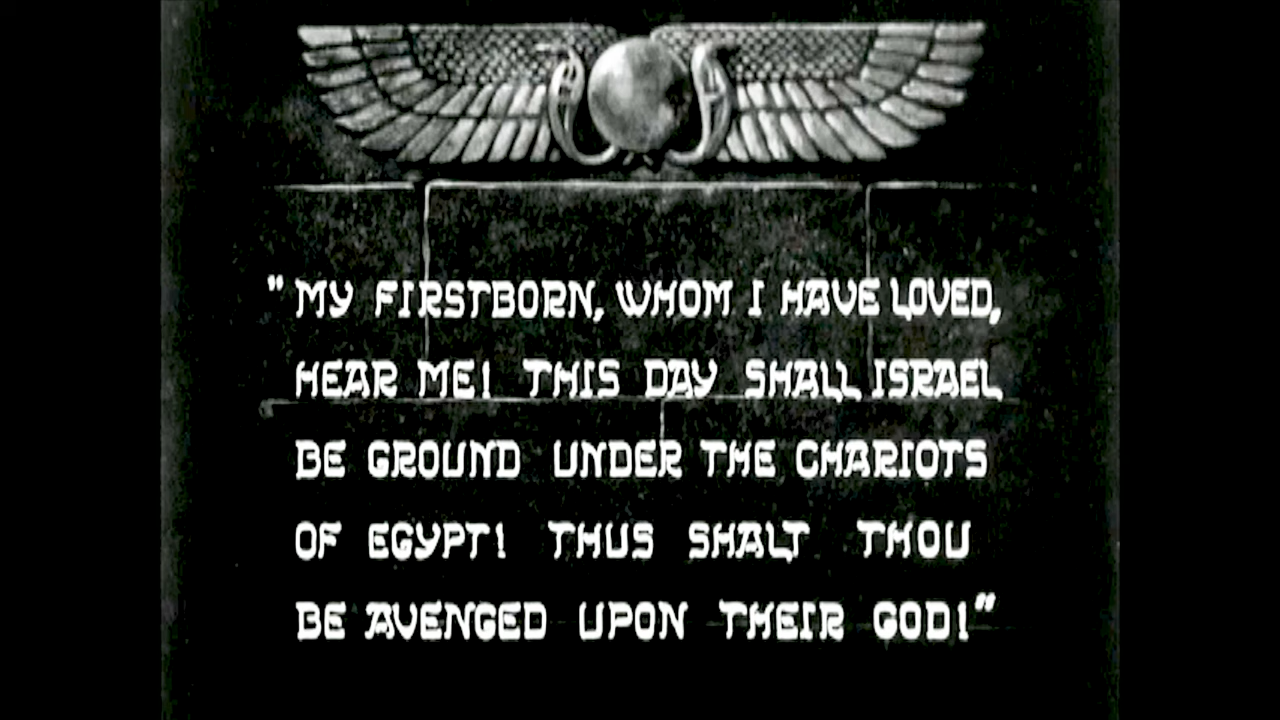 "MY FIRSTBORN, WHOM I HAVE LOVED,
HEAR ME! THIS DAY SHALL ISRAEL
BE GROUND UNDER THE CHARIOTS
OF EGYPT! THUS SHALT THOU
BE AVENGED UPON THEIR GOD!"